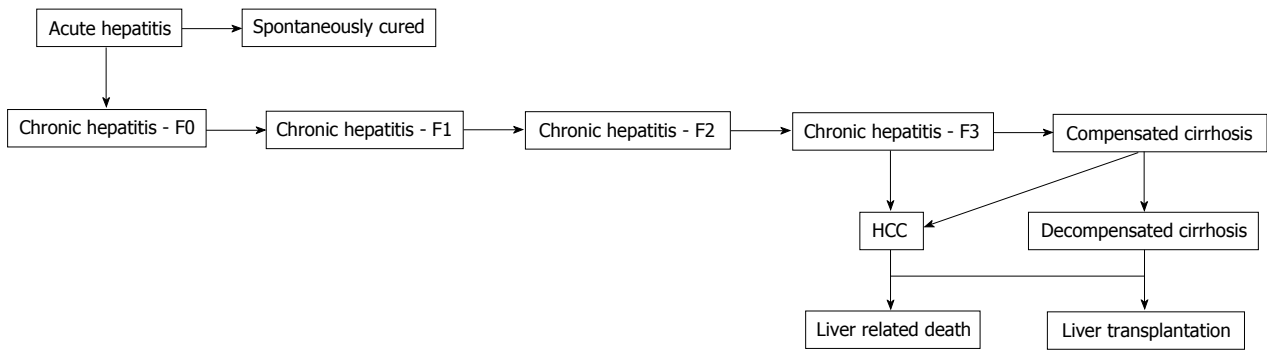 Acute hepatitis
Spontaneously cured
Chronic hepatitis - F0
Chronic hepatitis - F1
Chronic hepatitis - F2
Chronic hepatitis - F3
Compensated cirrhosis
HCC
Decompensated cirrhosis
Liver related death
Liver transplantation